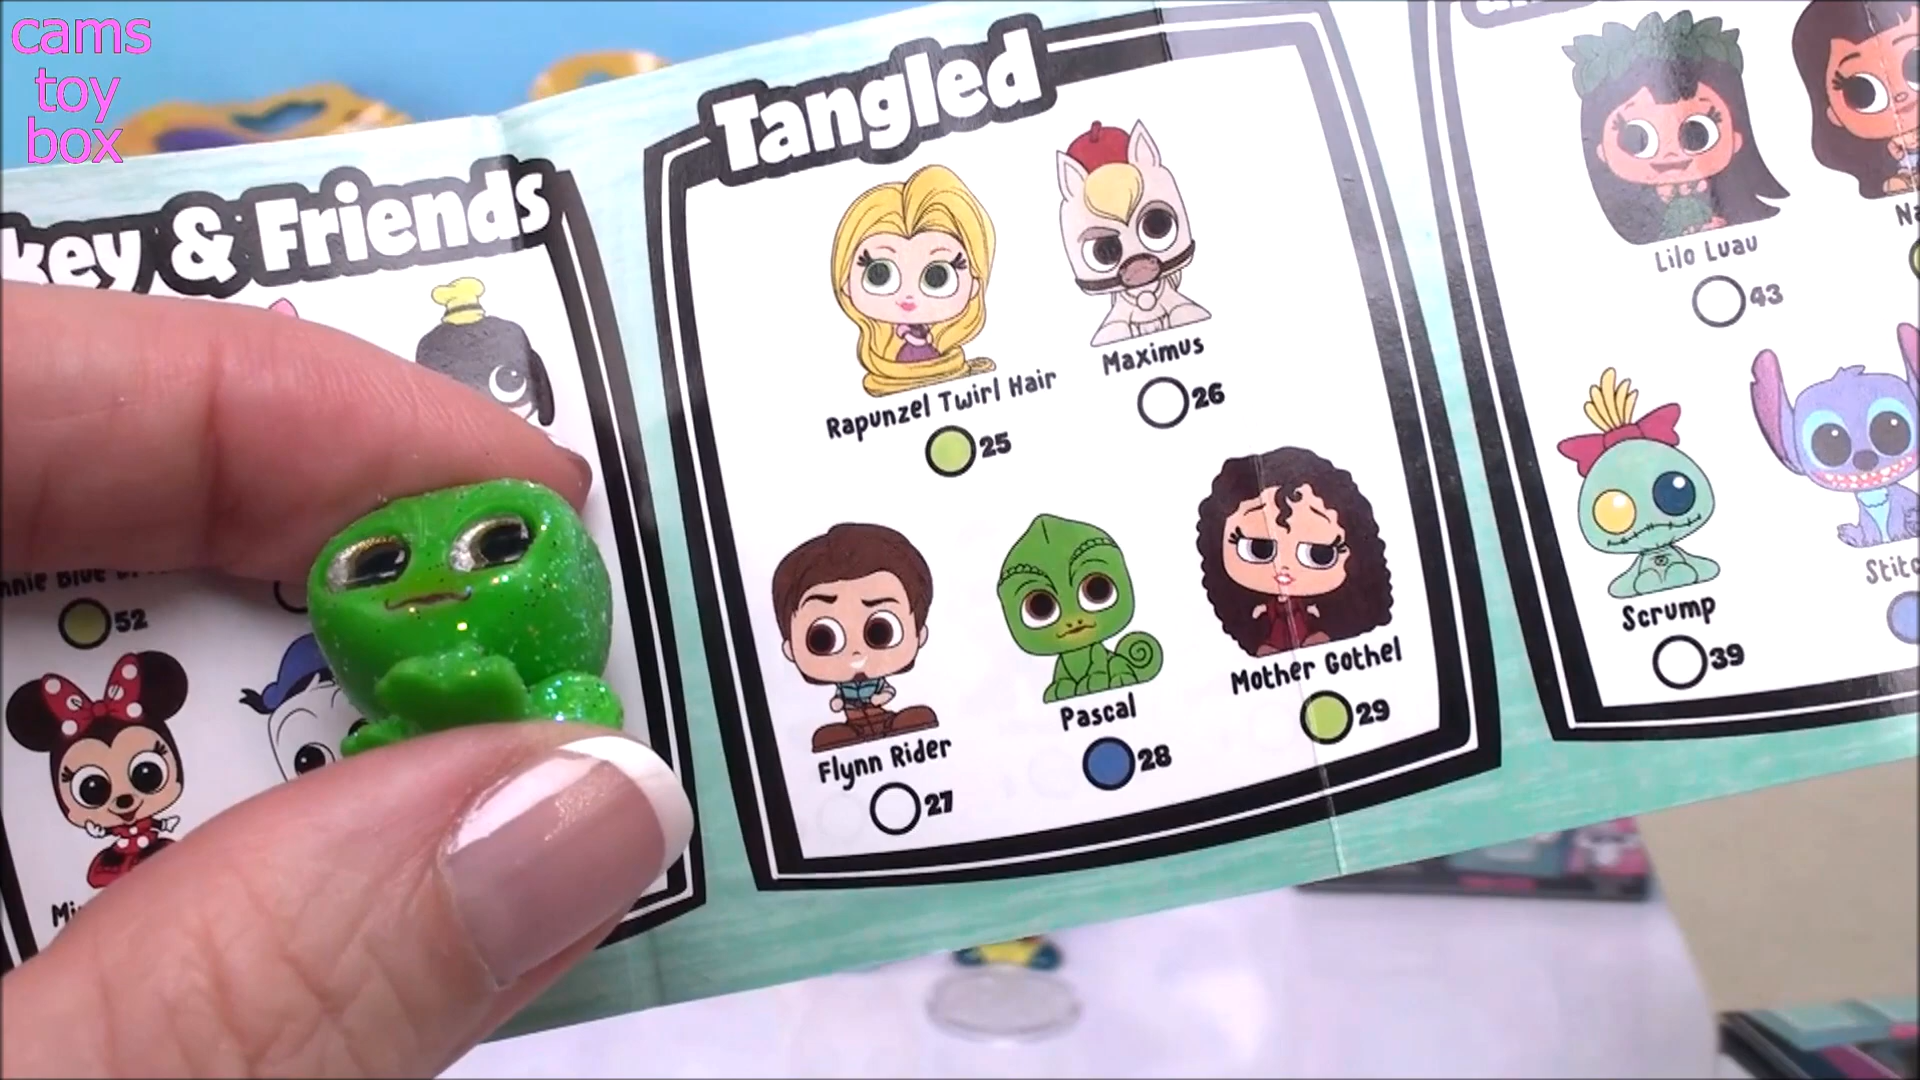 cams
toy
box
key & Friends
Tangled
Rapunzel Twirl Hair
25
Maximus
26
Flynn Rider
27
Pascal
28
Mother Gothel
29
52
Lilo Luau
43
Scrump
39